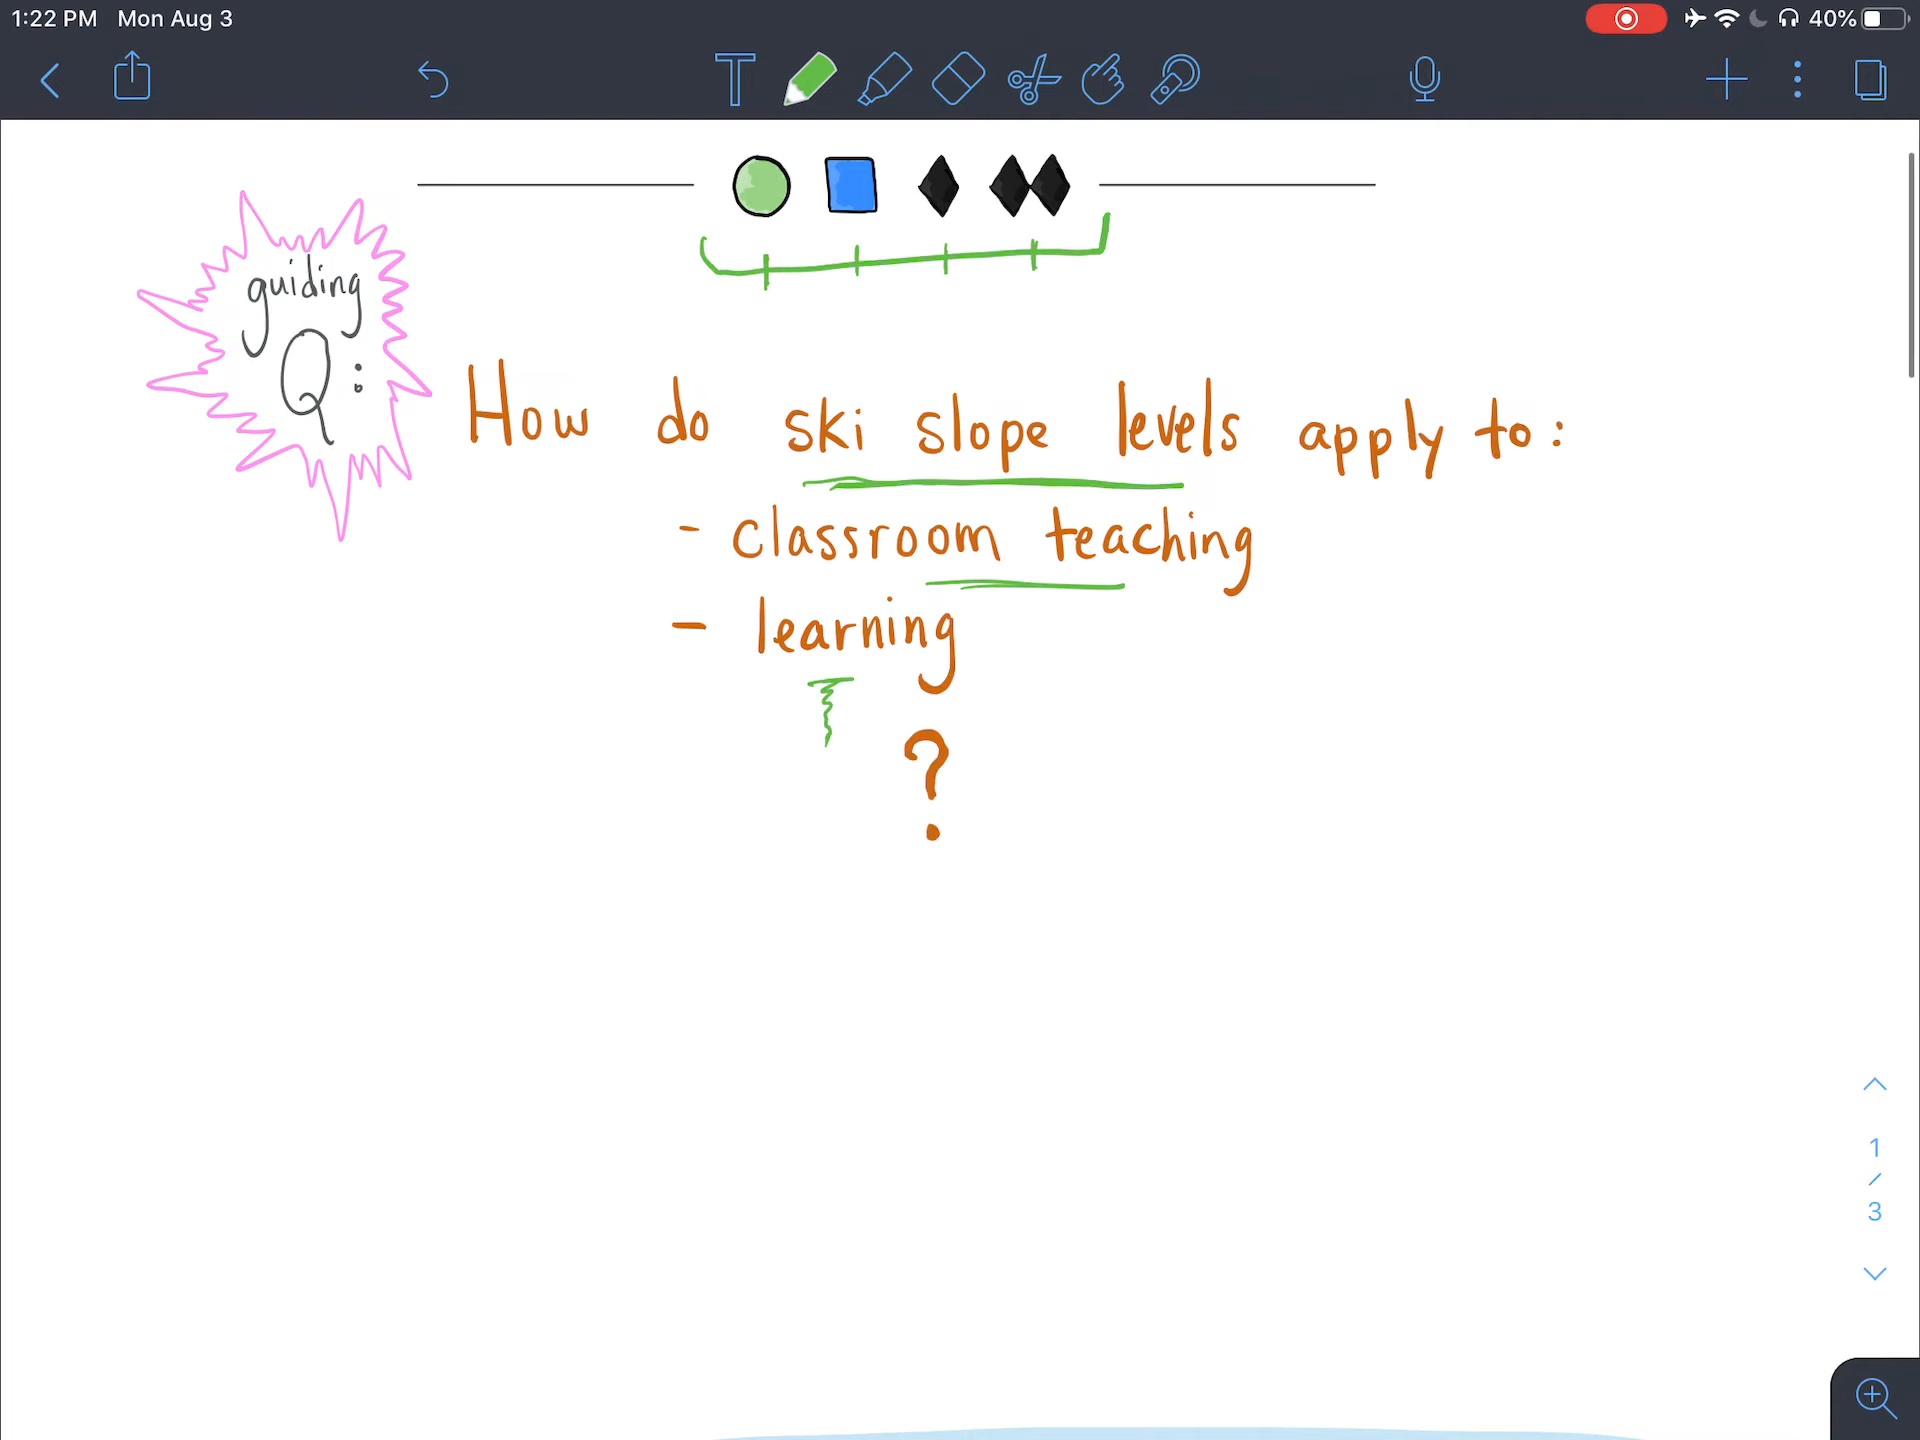 1:22 PM Mon Aug 3
40%
T
guiding
Q:
How do ski slope levels apply to:
- classroom teaching
- learning
?
1
/
3